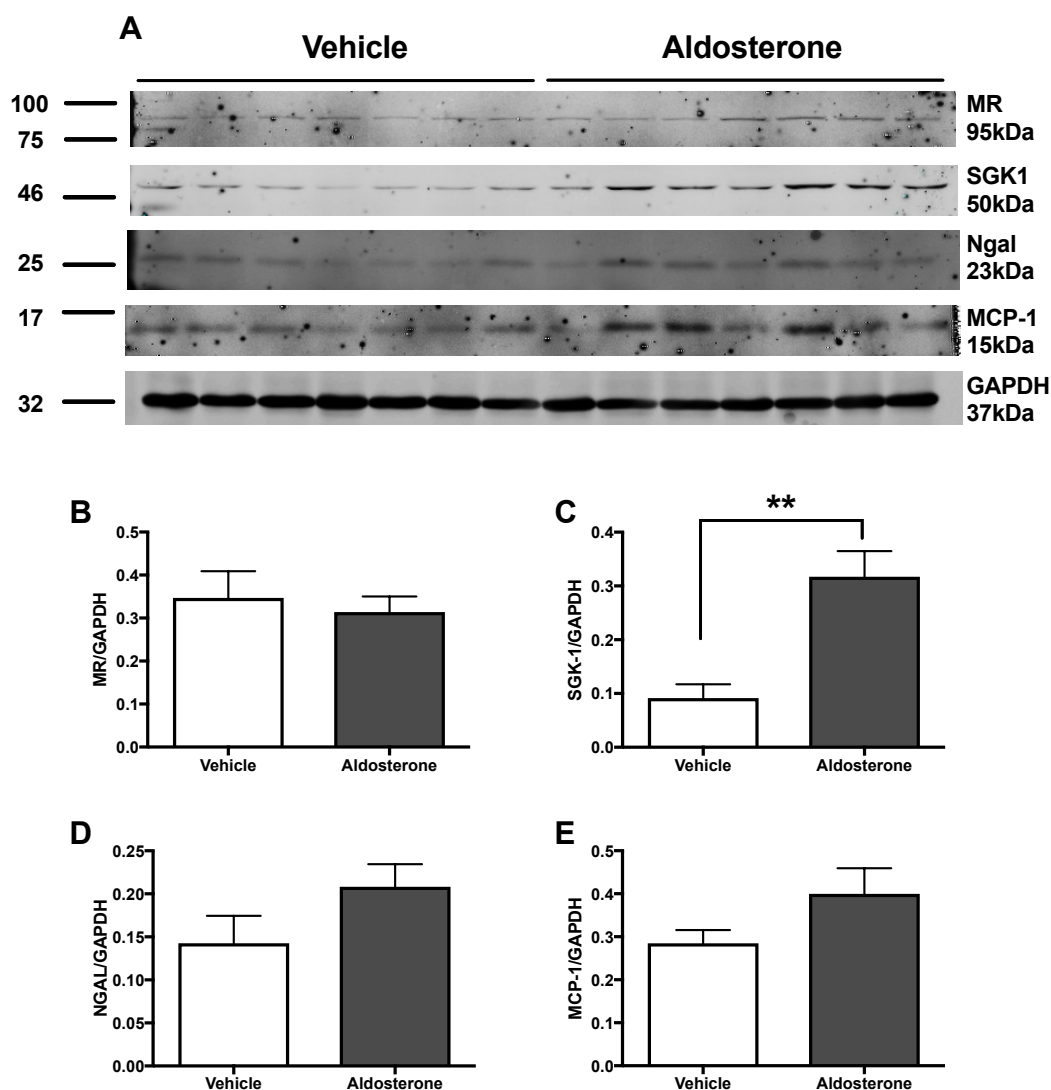 A
Vehicle
Aldosterone
100
75
MR
95kDa
46
SGK1
50kDa
25
Ngal
23kDa
17
MCP-1
15kDa
32
GAPDH
37kDa
B
MR/GAPDH
0.5
0.4
0.3
0.2
0.1
0.0
Vehicle
Aldosterone
C
**
SGK-1/GAPDH
0.4
0.3
0.2
0.1
0.0
Vehicle
Aldosterone
D
NGAL/GAPDH
0.25
0.20
0.15
0.10
0.05
0.00
Vehicle
Aldosterone
E
MCP-1/GAPDH
0.5
0.4
0.3
0.2
0.1
0.0
Vehicle
Aldosterone